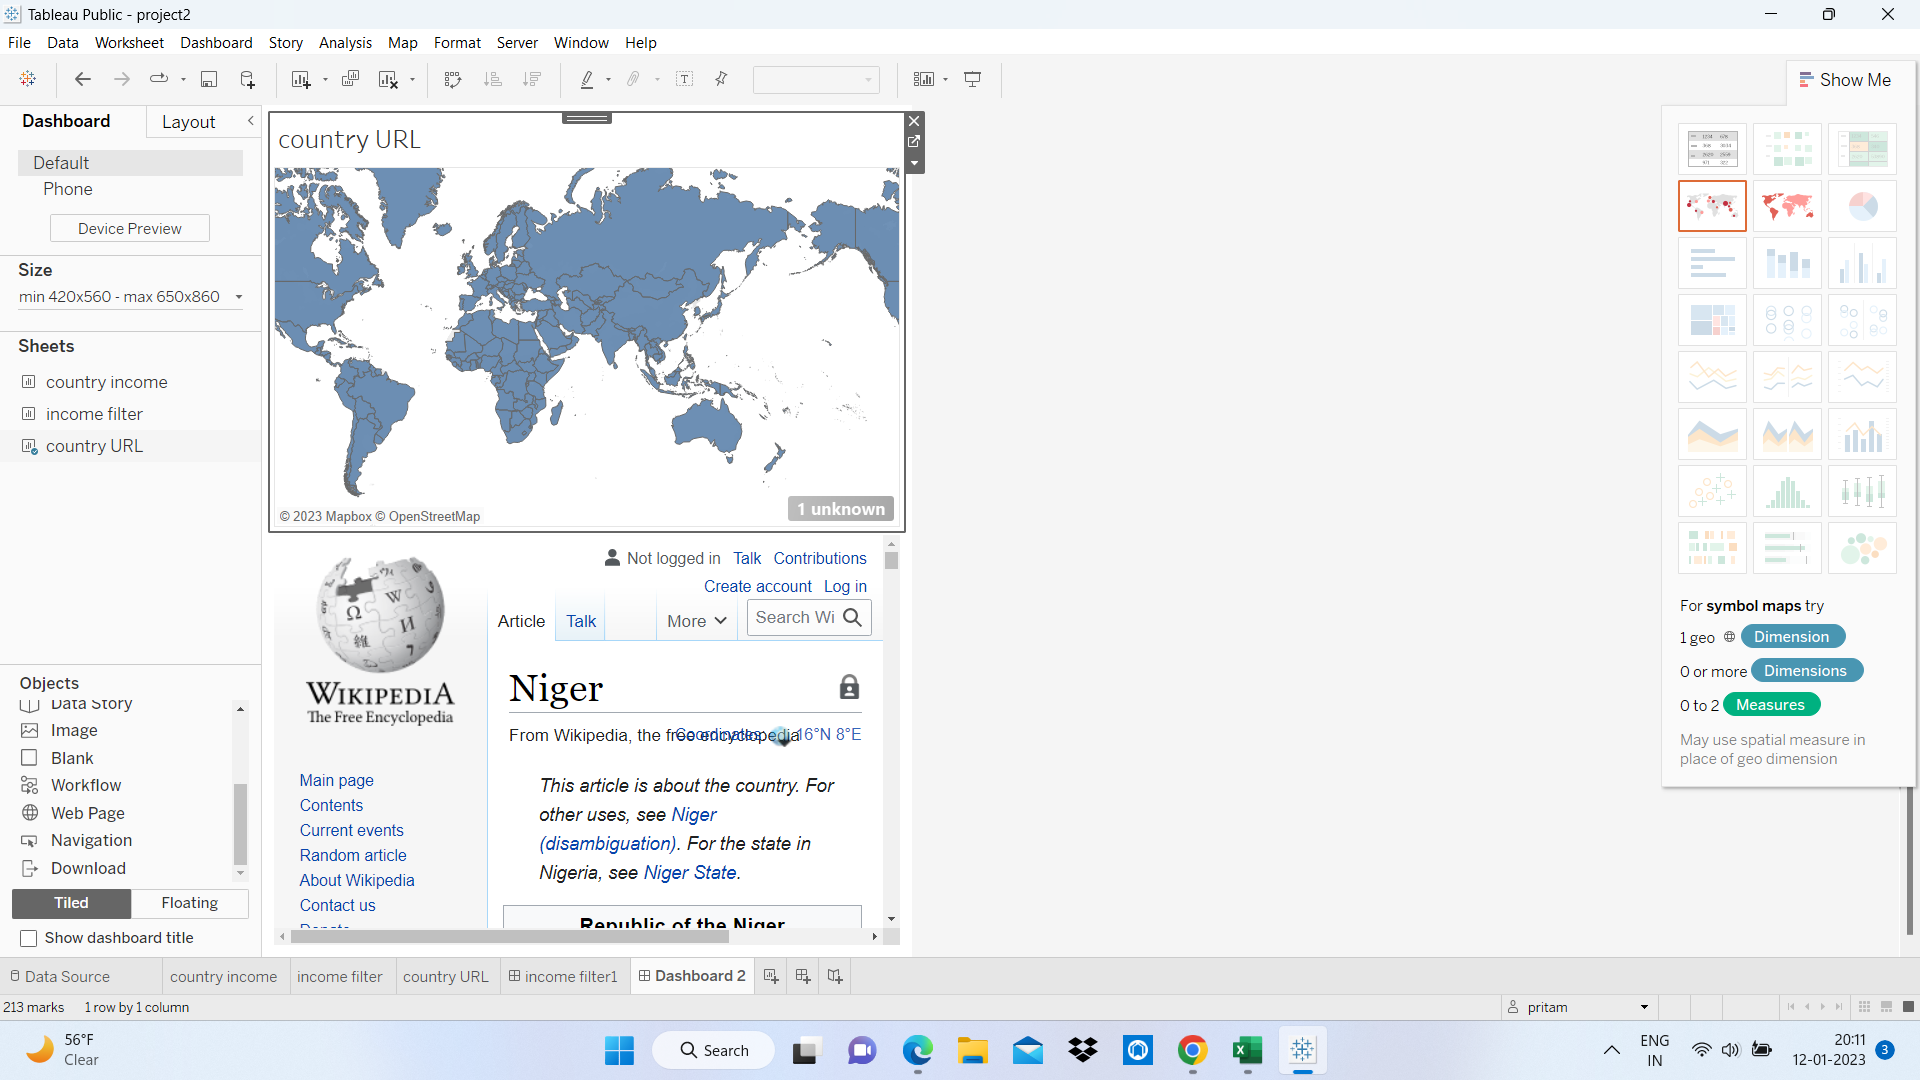 Tableau Public - project2
File Data Worksheet Dashboard Story Analysis Map Format Server Window Help
Show Me
Dashboard Layout
Default
Phone
Device Preview
Size
min 420x560 - max 650x860
Sheets
country income
income filter
country URL
Objects
Data Story
Image
Blank
Workflow
Web Page
Navigation
Download
Tiled Floating
Show dashboard title
country URL
© 2023 Mapbox © OpenStreetMap
1 unknown
Not logged in Talk Contributions
Create account Log in
Article Talk More Search Wi
WIKIPEDIA
The Free Encyclopedia
Niger
From Wikipedia, the free encyclopedia
Coordinates: 16°N 8°E
This article is about the country. For
other uses, see Niger
(disambiguation). For the state in
Nigeria, see Niger State.
Republic of the Niger
Main page
Contents
Current events
Random article
About Wikipedia
Contact us
Donate
For symbol maps try
1 geo Dimension
0 or more Dimensions
0 to 2 Measures
May use spatial measure in
place of geo dimension
Data Source country income income filter country URL income filter1 Dashboard 2
213 marks 1 row by 1 column
pritam
56°F
Clear
Search
ENG
IN
20:11
12-01-2023
3